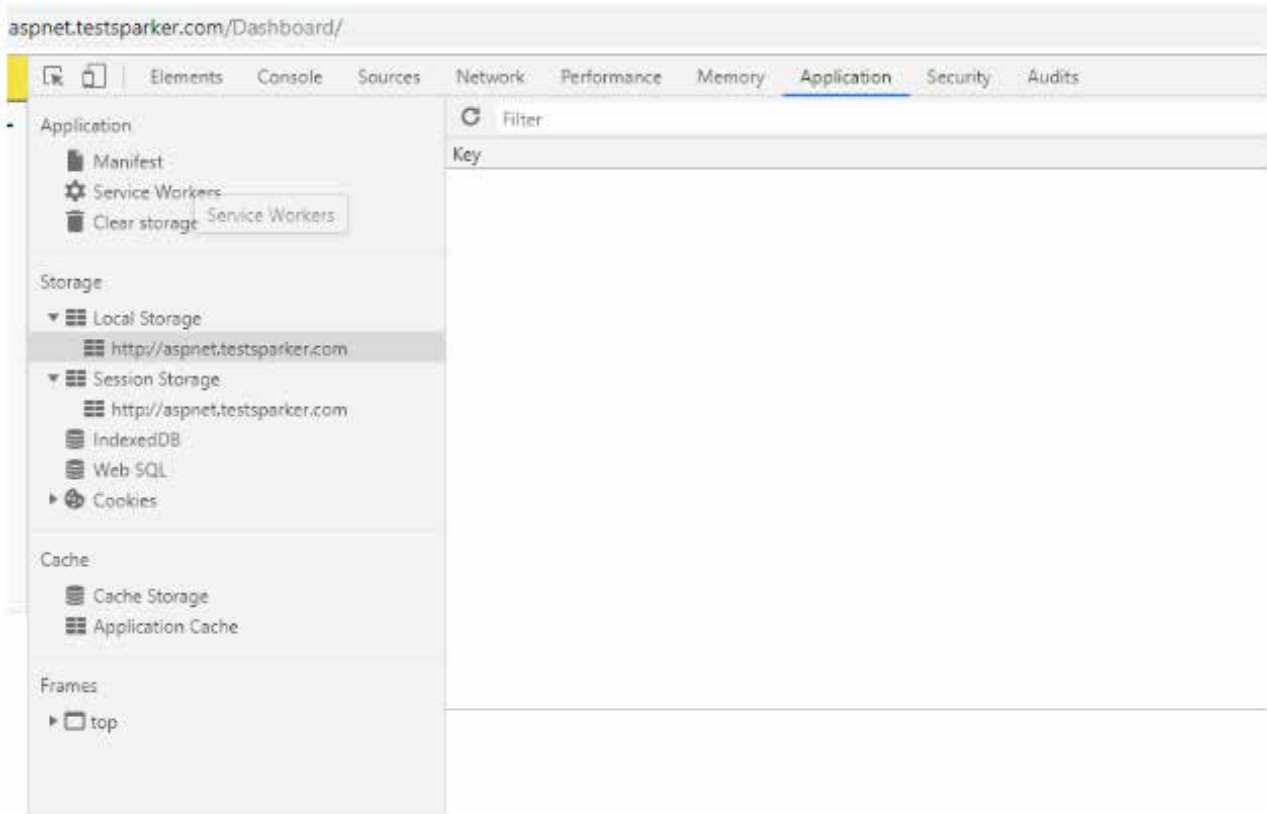 aspnet.testsparker.com/Dashboard/
Elements Console Sources Network Performance Memory Application Security Audits
Application
Manifest
Service Workers
Clear storage
Service Workers
Storage
Local Storage
http://aspnet.testsparker.com
Session Storage
http://aspnet.testsparker.com
IndexedDB
Web SQL
Cookies
Cache
Cache Storage
Application Cache
Frames
top
Filter
Key